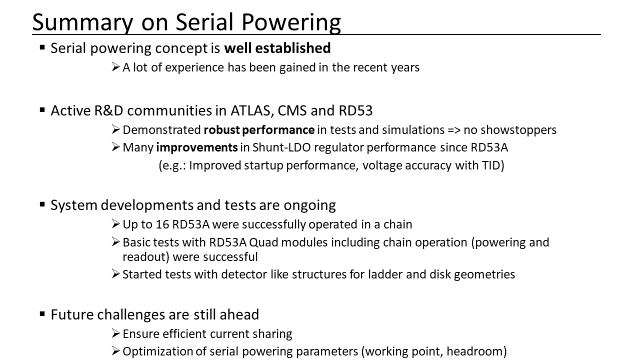 Summary on Serial Powering
▪ Serial powering concept is well established
➢ A lot of experience has been gained in the recent years
▪ Active R&D communities in ATLAS, CMS and RD53
➢ Demonstrated robust performance in tests and simulations => no showstoppers
➢ Many improvements in Shunt-LDO regulator performance since RD53A
(e.g.: Improved startup performance, voltage accuracy with TID)
▪ System developments and tests are ongoing
➢ Up to 16 RD53A were successfully operated in a chain
➢ Basic tests with RD53A Quad modules including chain operation (powering and
readout) were successful
➢ Started tests with detector like structures for ladder and disk geometries
▪ Future challenges are still ahead
➢ Ensure efficient current sharing
➢ Optimization of serial powering parameters (working point, headroom)